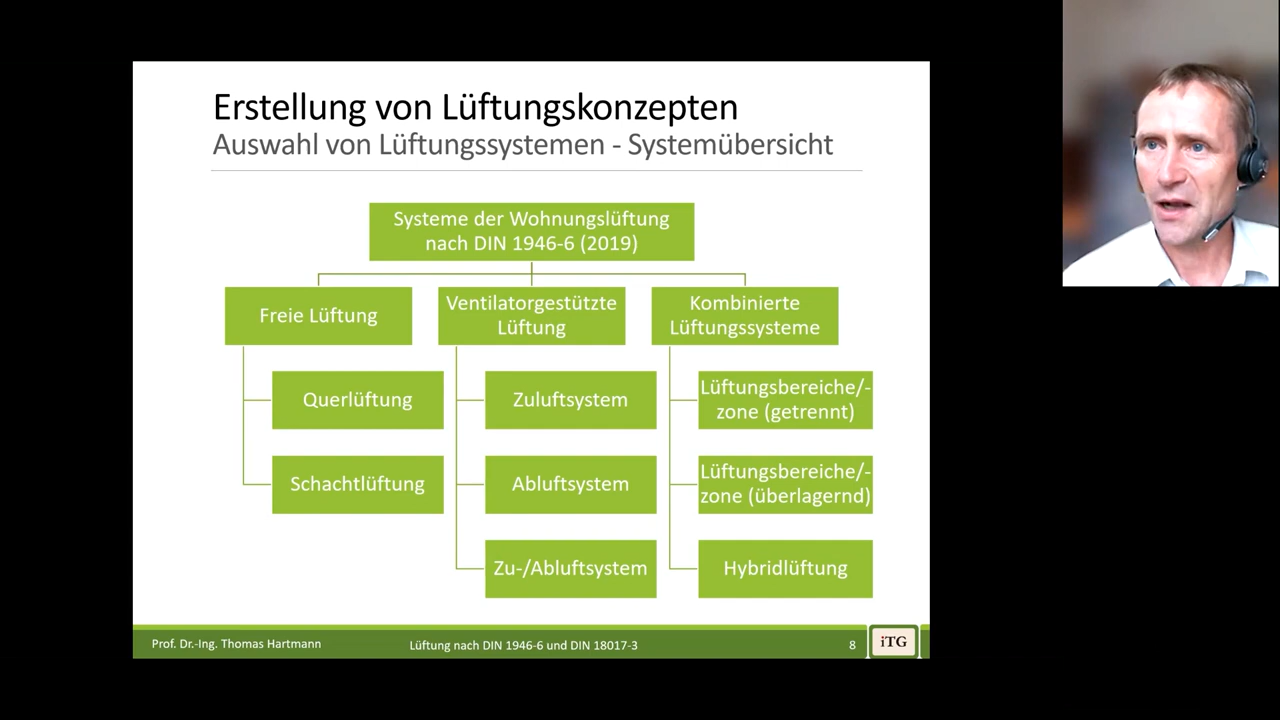 Erstellung von Lüftungskonzepten
Auswahl von Lüftungssystemen - Systemübersicht
Systeme der Wohnungslüftung
nach DIN 1946-6 (2019)
Freie Lüftung
Querlüftung
Schachtlüftung
Ventilatorgestützte
Lüftung
Zuluftsystem
Abluftsystem
Zu-/Abluftsystem
Kombinierte
Lüftungssysteme
Lüftungsbereiche/-
zone (getrennt)
Lüftungsbereiche/-
zone (überlagernd)
Hybridlüftung
Prof. Dr.-Ing. Thomas Hartmann
Lüftung nach DIN 1946-6 und DIN 18017-3
8
iTG